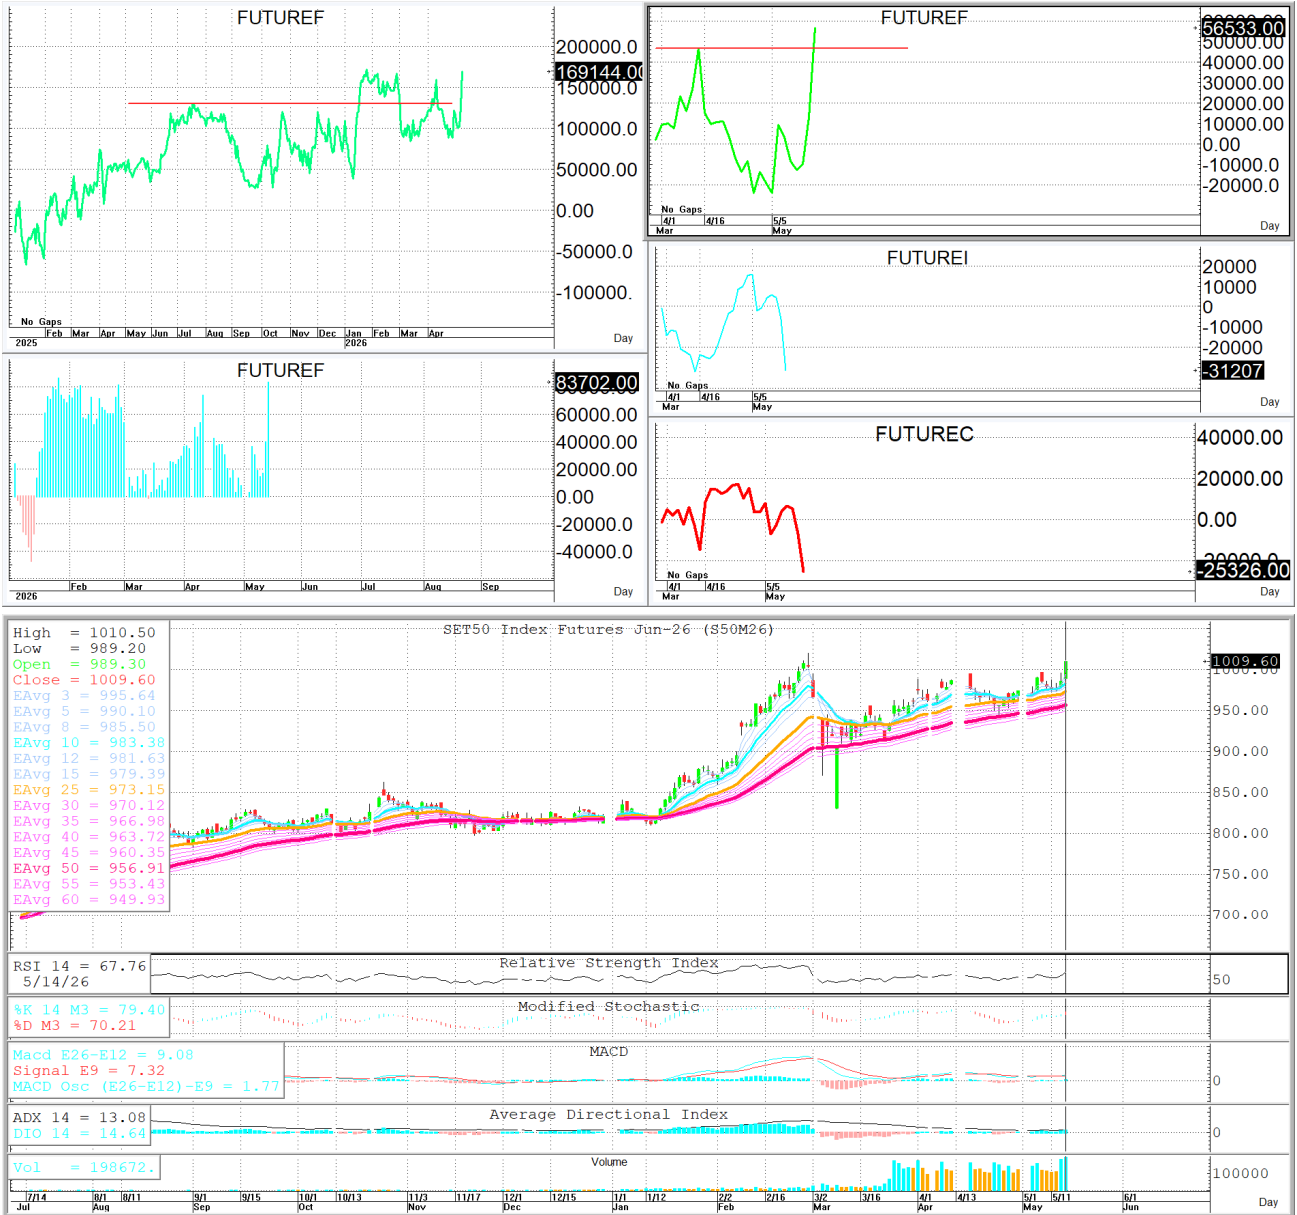 FUTUREF
200000.0
169144.00
150000.0
100000.0
50000.00
0.00
-50000.0
-100000.
No Gaps
Feb Mar Apr May Jun Jul Aug Sep Oct Nov Dec Jan Feb Mar Apr
2025 2026
Day
FUTUREF
56533.00
50000.00
40000.00
30000.00
20000.00
10000.00
0.00
-10000.0
-20000.0
No Gaps
4/1 4/16 5/5
Mar May
Day
FUTUREI
20000
10000
0
-10000
-20000
-31207
No Gaps
4/1 4/16 5/5
Mar May
Day
FUTUREF
83702.00
60000.00
40000.00
20000.00
0.00
-20000.0
-40000.0
Feb Mar Apr May Jun Jul Aug Sep
2026
Day
FUTUREC
40000.00
20000.00
0.00
-25326.00
No Gaps
4/1 4/16 5/5
Mar May
Day
SET50 Index Futures Jun-26 (S50M26)
High = 1010.50
Low = 989.20
Open = 989.30
Close = 1009.60
EAvg 3 = 995.64
EAvg 5 = 990.10
EAvg 8 = 985.50
EAvg 10 = 983.38
EAvg 12 = 981.63
EAvg 15 = 979.39
EAvg 25 = 973.15
EAvg 30 = 970.12
EAvg 35 = 966.98
EAvg 40 = 963.72
EAvg 45 = 960.35
EAvg 50 = 956.91
EAvg 55 = 953.43
EAvg 60 = 949.93
1009.60
950.00
900.00
850.00
800.00
750.00
700.00
Relative Strength Index
RSI 14 = 67.76
5/14/26
50
Modified Stochastic
%K 14 M3 = 79.40
%D M3 = 70.21
MACD
Macd E26-E12 = 9.08
Signal E9 = 7.32
MACD Osc (E26-E12)-E9 = 1.77
0
Average Directional Index
ADX 14 = 13.08
DIO 14 = 14.64
0
Volume
Vol = 198672.
100000
7/14 8/1 8/11 9/1 9/15 10/1 10/13 11/3 11/17 12/1 12/15 1/1 1/12 2/2 2/16 3/2 3/16 4/1 4/13 5/1 5/11 6/1
Jul Aug Sep Oct Nov Dec Jan Feb Mar Apr May Jun
Day